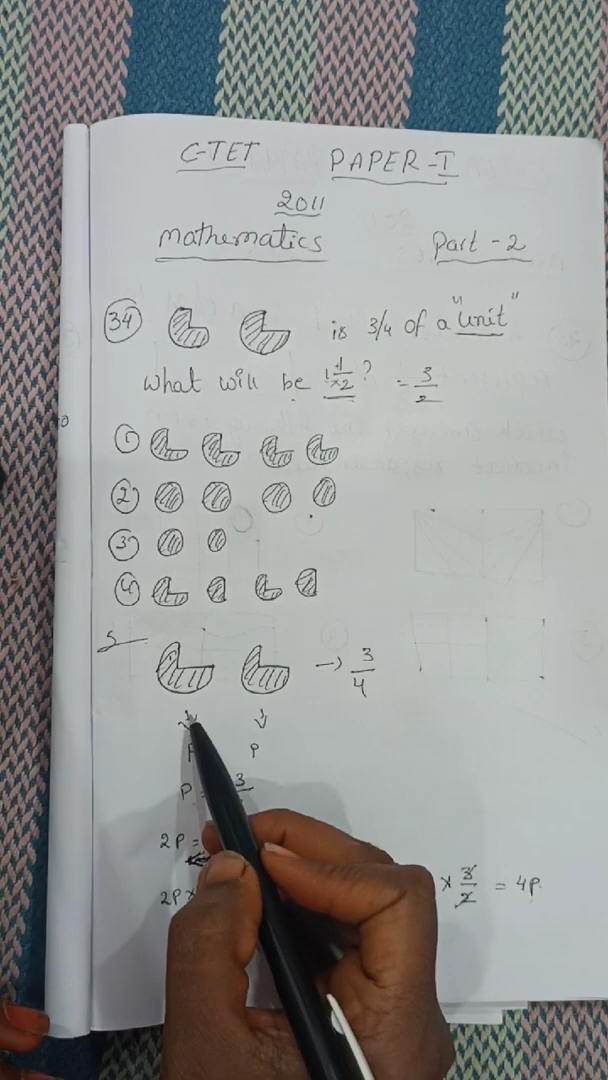 C-TET PAPER-I
2011
Mathematics Part-2
34 is 3/4 of a "unit"
What will be 1 1/×2? = 3/2
1
2
3
4
S
→ 3/4
P
P 3
2P =
2P × × 3/2 = 4P